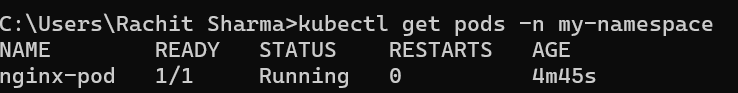 C:\Users\Rachit Sharma>kubectl get pods -n my-namespace
NAME        READY   STATUS    RESTARTS   AGE
nginx-pod   1/1     Running   0          4m45s